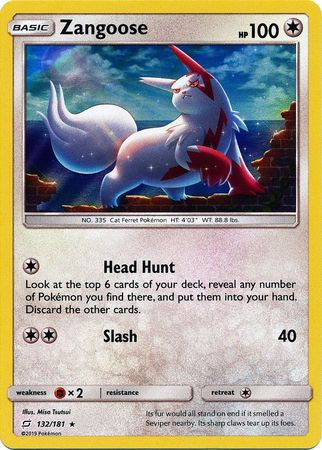 BASIC Zangoose HP 100
NO. 335 Cat Ferret Pokémon HT: 4'03" WT: 88.8 lbs.
Head Hunt
Look at the top 6 cards of your deck, reveal any number
of Pokémon you find there, and put them into your hand.
Discard the other cards.
Slash 40
weakness × 2 resistance retreat
Illus. Misa Tsutsui
132/181 ★
©2019 Pokémon
Its fur would all stand on end if it smelled a
Seviper nearby. Its sharp claws tear up its foes.